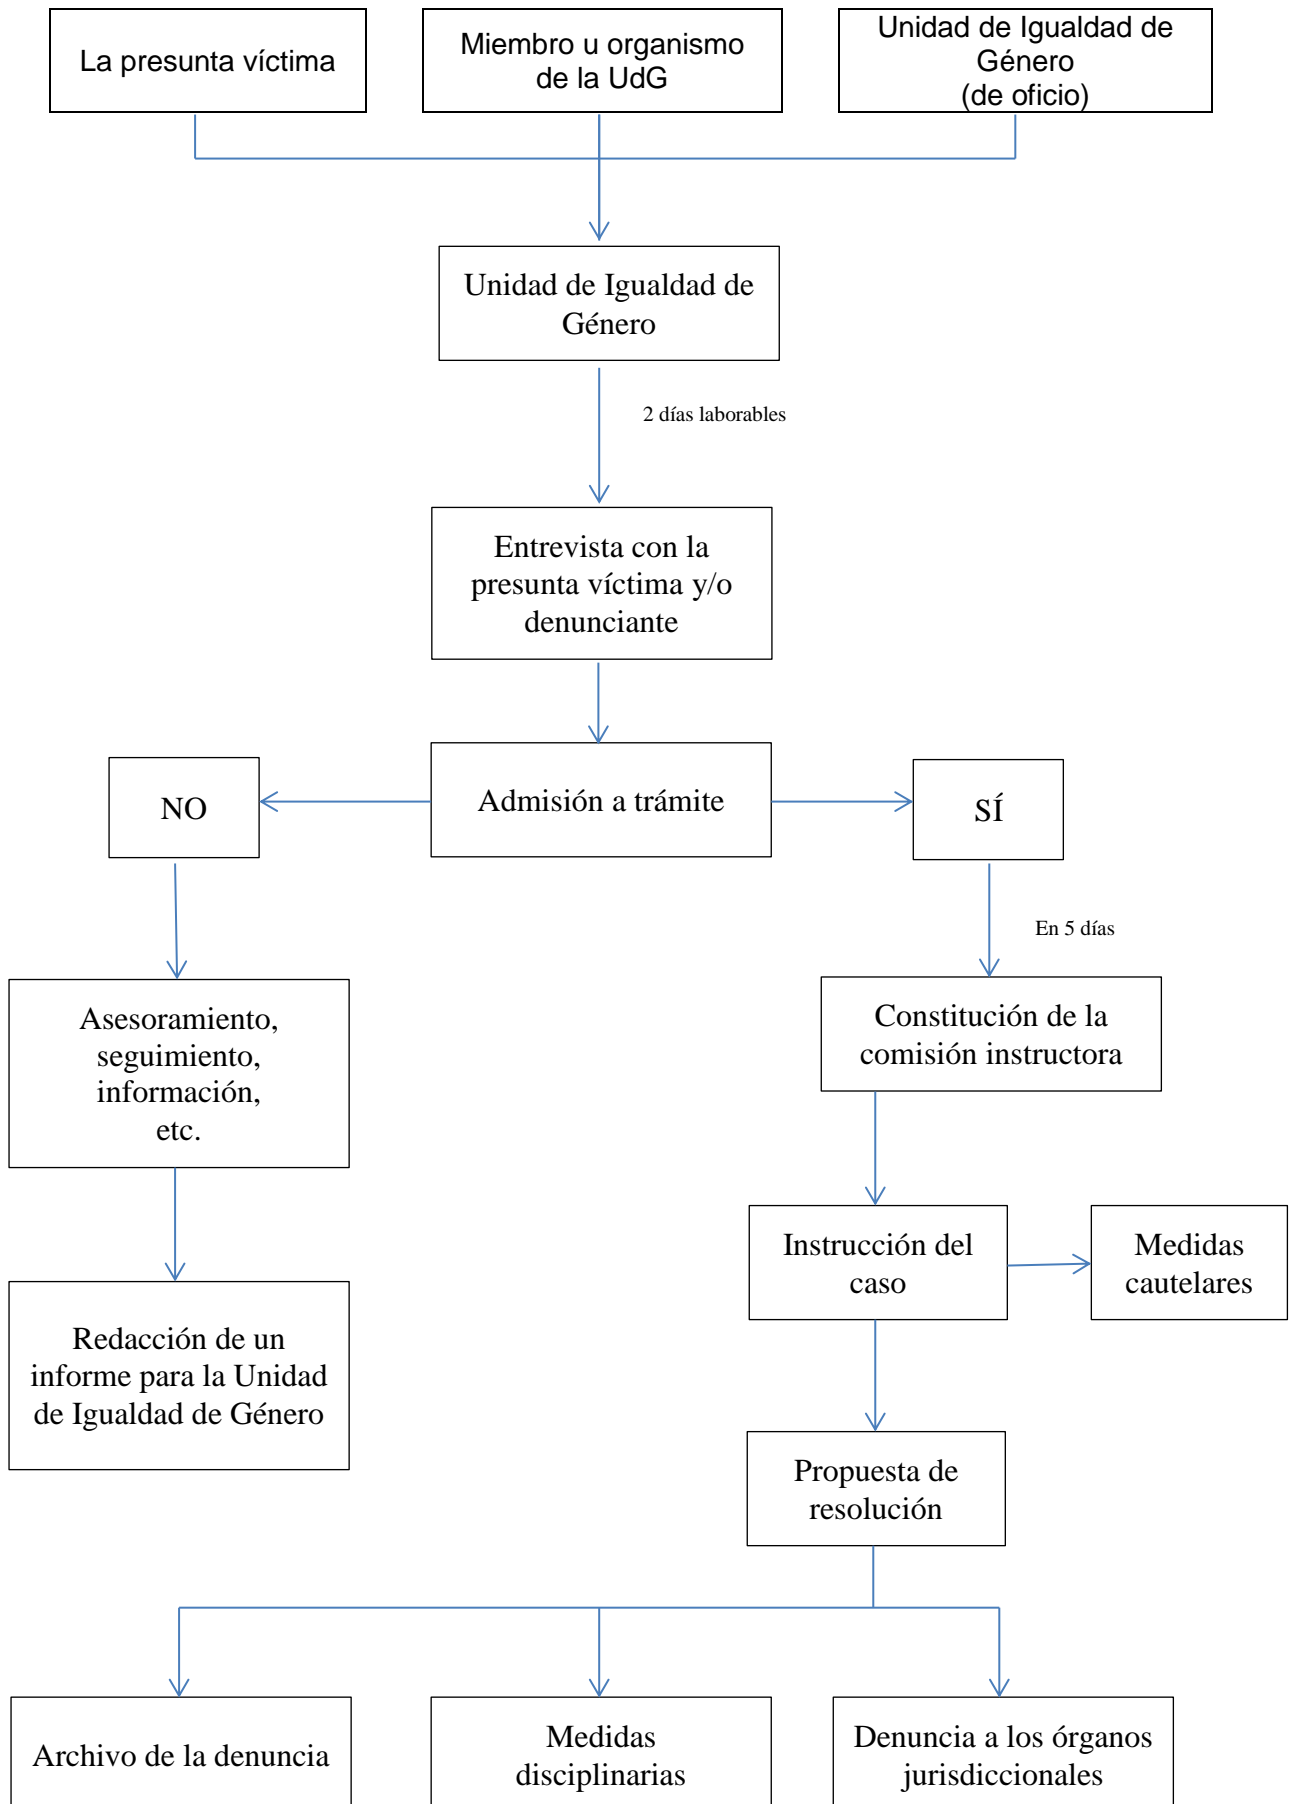 La presunta víctima
Miembro u organismo
de la UdG
Unidad de Igualdad de
Género
(de oficio)
Unidad de Igualdad de
Género
2 días laborables
Entrevista con la
presunta víctima y/o
denunciante
NO
Admisión a trámite
SÍ
En 5 días
Asesoramiento,
seguimiento,
información,
etc.
Constitución de la
comisión instructora
Instrucción del
caso
Medidas
cautelares
Redacción de un
informe para la Unidad
de Igualdad de Género
Propuesta de
resolución
Archivo de la denuncia
Medidas
disciplinarias
Denuncia a los órganos
jurisdiccionales